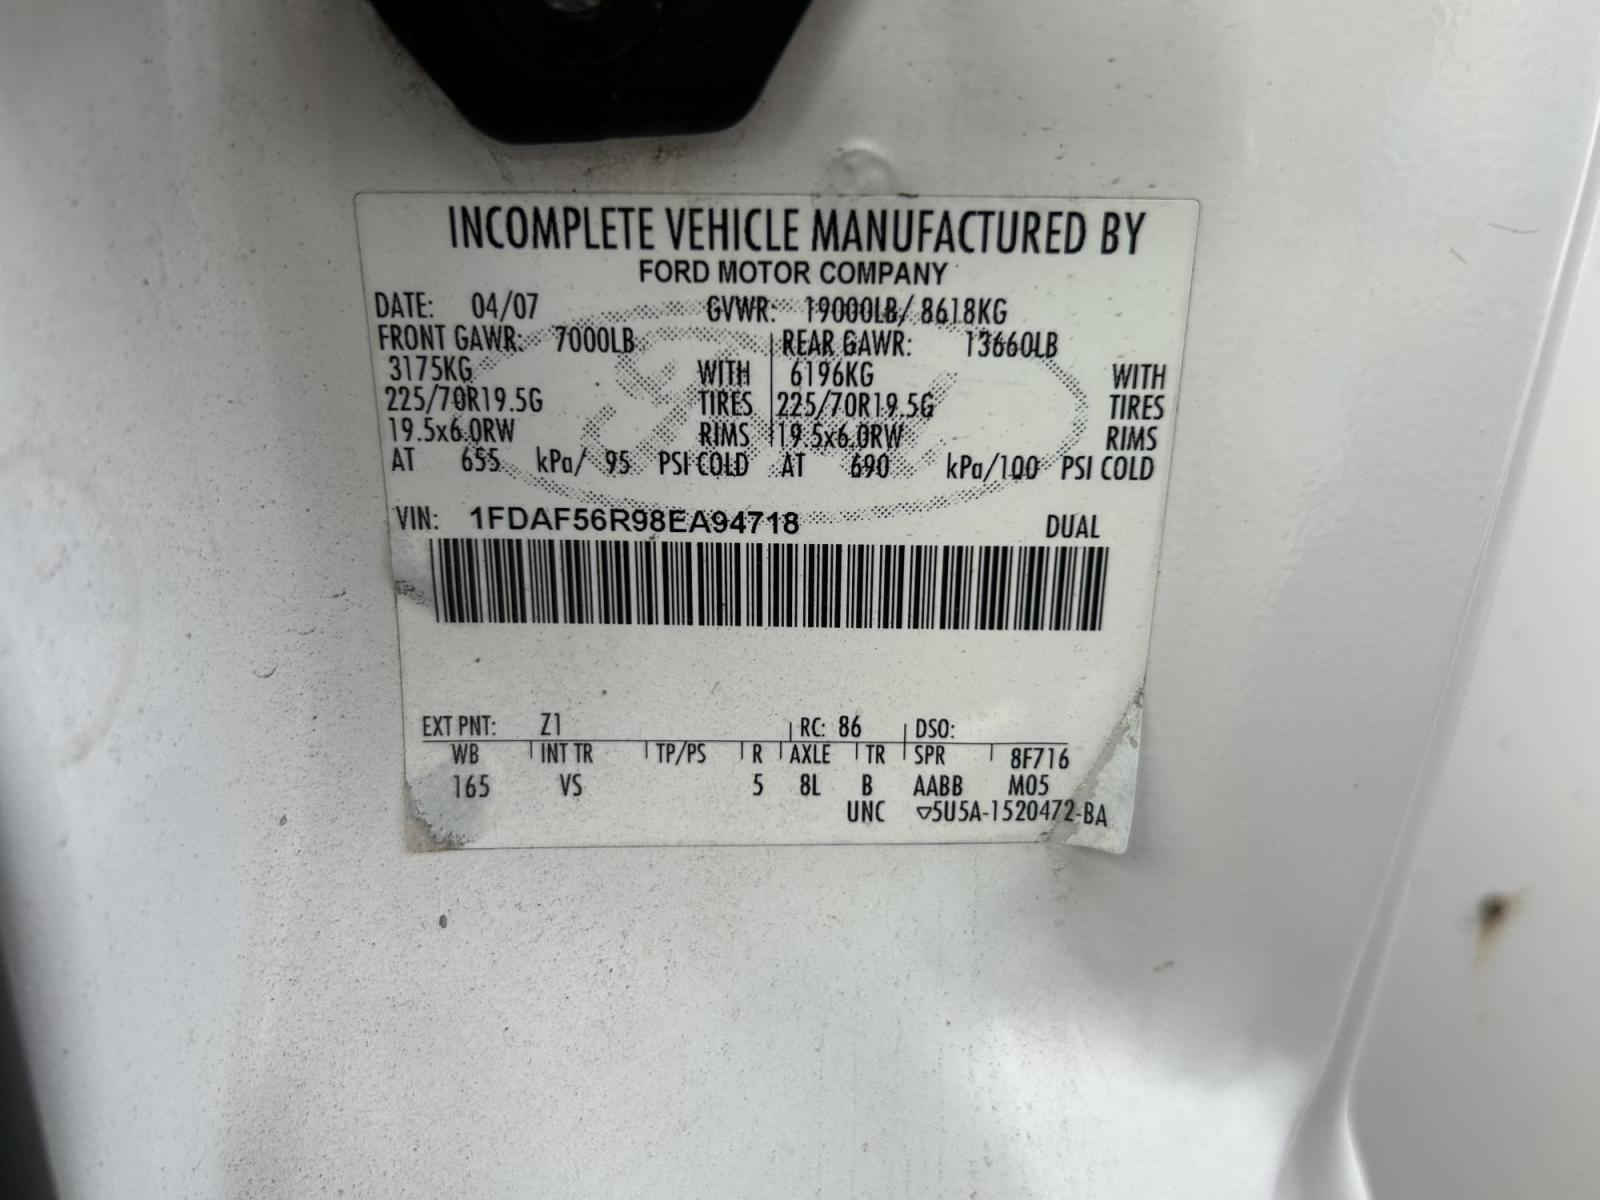 INCOMPLETE VEHICLE MANUFACTURED BY
FORD MOTOR COMPANY
DATE: 04/07 GVWR: 19000LB/ 8618KG
FRONT GAWR: 7000LB REAR GAWR: 13660LB
3175KG WITH 6196KG WITH
225/70R19.5G TIRES 225/70R19.5G TIRES
19.5x6.0RW RIMS 19.5x6.0RW RIMS
AT 655 kPa/ 95 PSI COLD AT 690 kPa/100 PSI COLD
VIN: 1FDAF56R98EA94718 DUAL
EXT PNT: Z1 RC: 86 DSO:
WB INT TR TP/PS R AXLE TR SPR 8F716
165 VS 5 8L B AABB M05
UNC ▽5U5A-1520472-BA